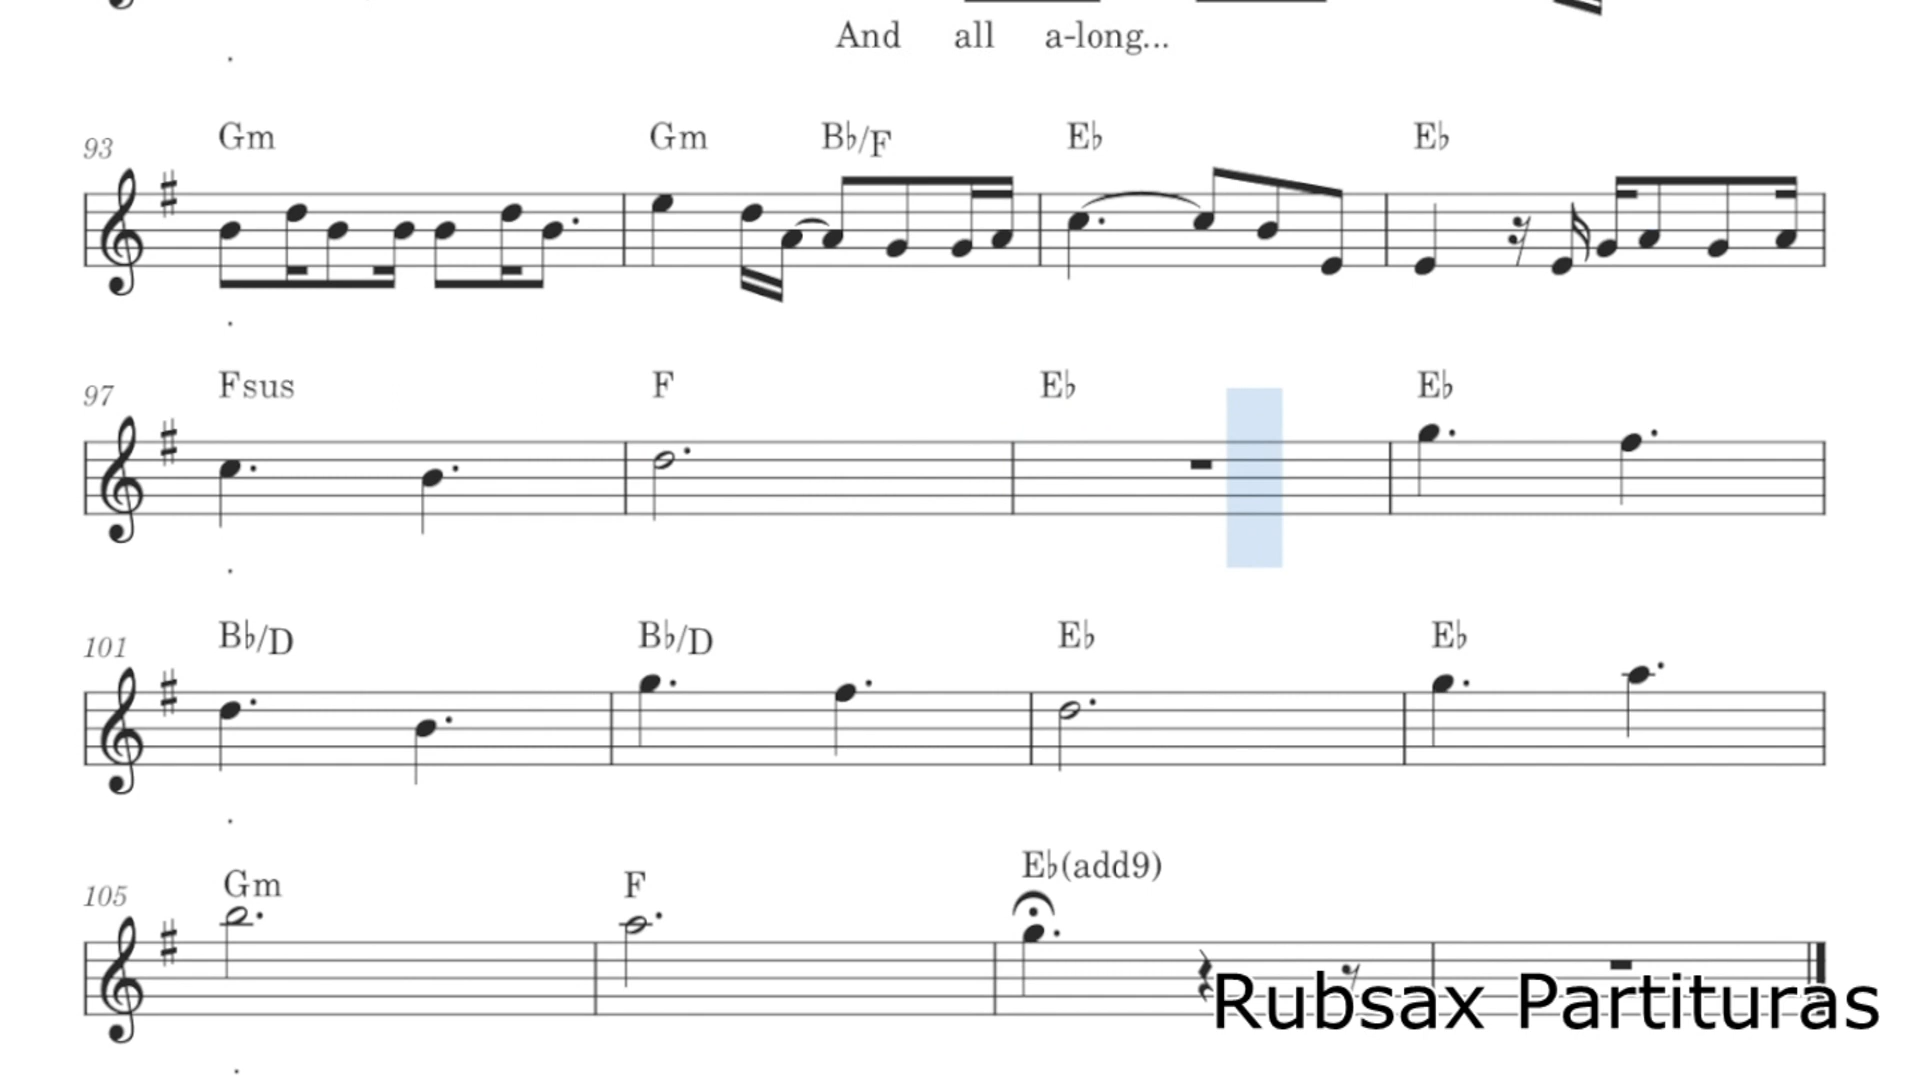 And all a-long...
93 Gm Gm B♭/F E♭ E♭
97 Fsus F E♭ E♭
101 B♭/D B♭/D E♭ E♭
105 Gm F E♭(add9)
Rubsax Partituras